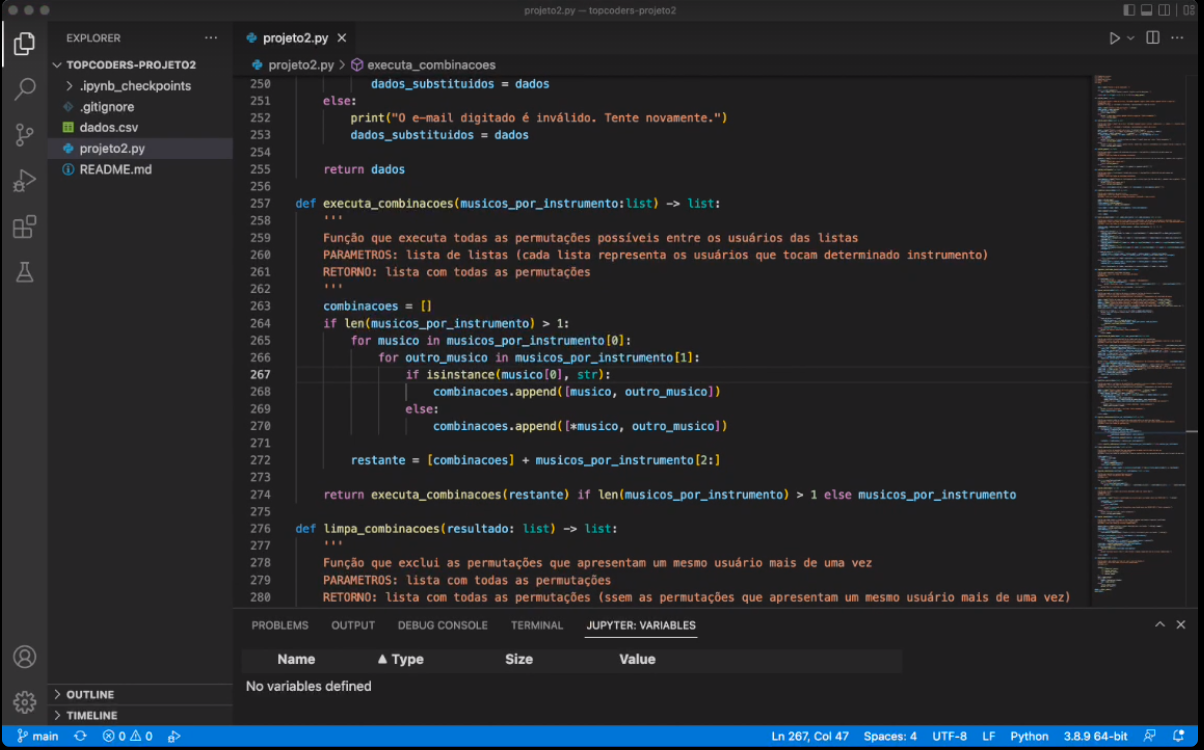 projeto2.py — topcoders-projeto2
EXPLORER
TOPCODERS-PROJETO2
.ipynb_checkpoints
.gitignore
dados.csv
projeto2.py
README.md
OUTLINE
TIMELINE
projeto2.py
projeto2.py > executa_combinacoes
250 dados_substituidos = dados
251 else:
252 print("O e-mail digitado é inválido. Tente novamente.")
253 dados_substituidos = dados
254
255 return dados
256
257 def executa_combinacoes(musicos_por_instrumento:list) -> list:
258 '''
259 Função que executa todas as permutações possíveis entre os usuários das listas
260 PARAMETROS: lista de listas (cada lista representa os usuários que tocam determinado instrumento)
261 RETORNO: lista com todas as permutações
262 '''
263 combinacoes = []
264 if len(musicos_por_instrumento) > 1:
265 for musico in musicos_por_instrumento[0]:
266 for outro_musico in musicos_por_instrumento[1]:
267 if isinstance(musico[0], str):
268 combinacoes.append([musico, outro_musico])
269 else:
270 combinacoes.append([*musico, outro_musico])
271
272 restante = [combinacoes] + musicos_por_instrumento[2:]
273
274 return executa_combinacoes(restante) if len(musicos_por_instrumento) > 1 else musicos_por_instrumento
275
276 def limpa_combinacoes(resultado: list) -> list:
277 '''
278 Função que exclui as permutações que apresentam um mesmo usuário mais de uma vez
279 PARAMETROS: lista com todas as permutações
280 RETORNO: lista com todas as permutações (ssem as permutações que apresentam um mesmo usuário mais de uma vez)
PROBLEMS OUTPUT DEBUG CONSOLE TERMINAL JUPYTER: VARIABLES
Name Type Size Value
No variables defined
main 0 0 Ln 267, Col 47 Spaces: 4 UTF-8 LF Python 3.8.9 64-bit